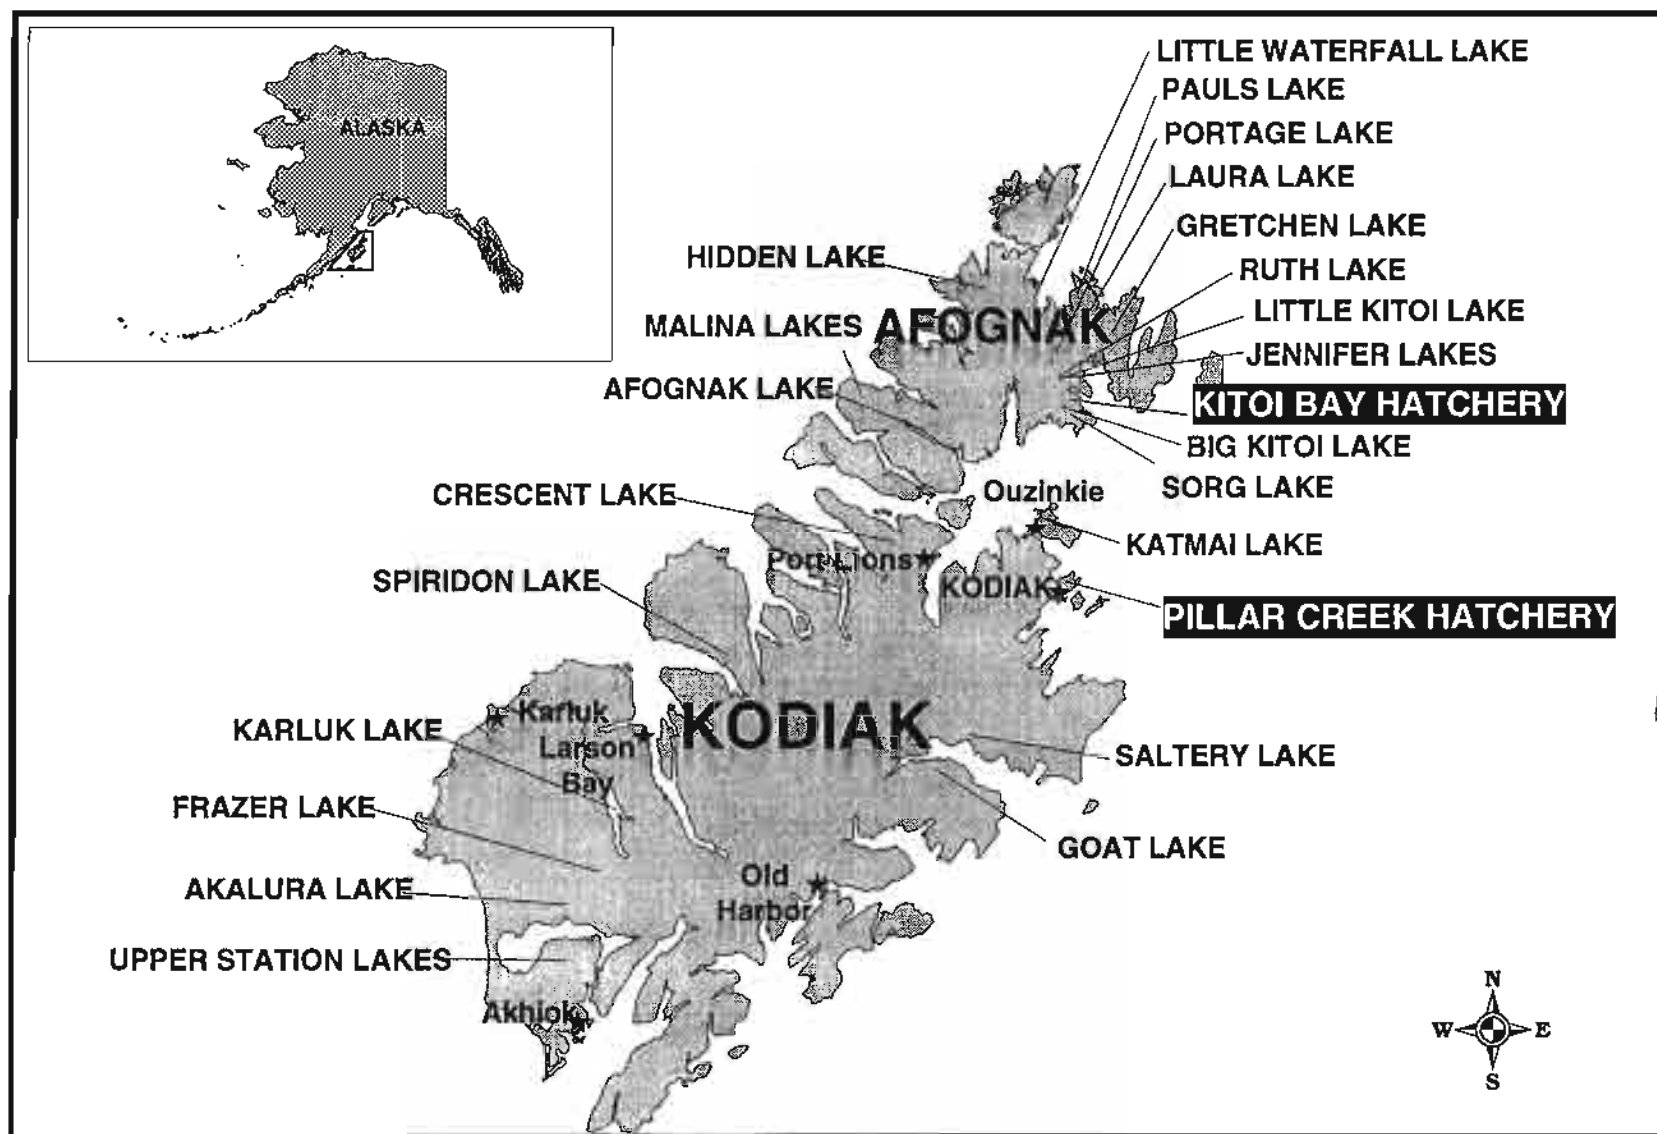 ALASKA
LITTLE WATERFALL LAKE
PAULS LAKE
PORTAGE LAKE
LAURA LAKE
GRETCHEN LAKE
HIDDEN LAKE
RUTH LAKE
LITTLE KITOI LAKE
MALINA LAKES
AFOGNAK
JENNIFER LAKES
AFOGNAK LAKE
KITOI BAY HATCHERY
BIG KITOI LAKE
CRESCENT LAKE
Ouzinkie
SORG LAKE
KATMAI LAKE
Port Lions
SPIRIDON LAKE
KODIAK
PILLAR CREEK HATCHERY
Karluk
KARLUK LAKE
KODIAK
Larson
Bay
SALTERY LAKE
FRAZER LAKE
GOAT LAKE
Old
Harbor
AKALURA LAKE
UPPER STATION LAKES
Akhiok
N
W E
S